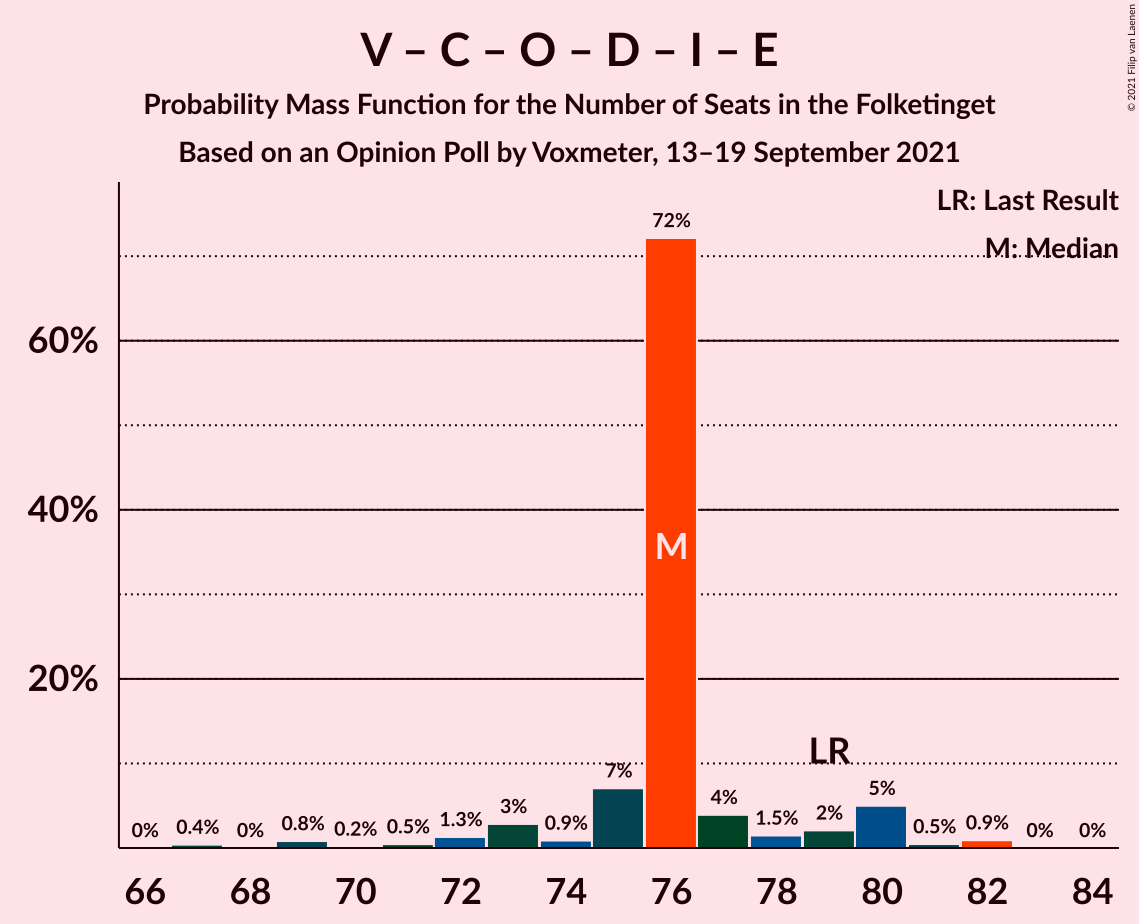 V – C – O – D – I – E
Probability Mass Function for the Number of Seats in the Folketinget
Based on an Opinion Poll by Voxmeter, 13–19 September 2021
© 2021 Filip van Laenen
LR: Last Result
M: Median
72%
60%
40%
M
20%
LR
0% 0.4% 0% 0.8% 0.2% 0.5% 1.3% 3% 0.9% 7% 4% 1.5% 2% 5% 0.5% 0.9% 0% 0%
66 68 70 72 74 76 78 80 82 84